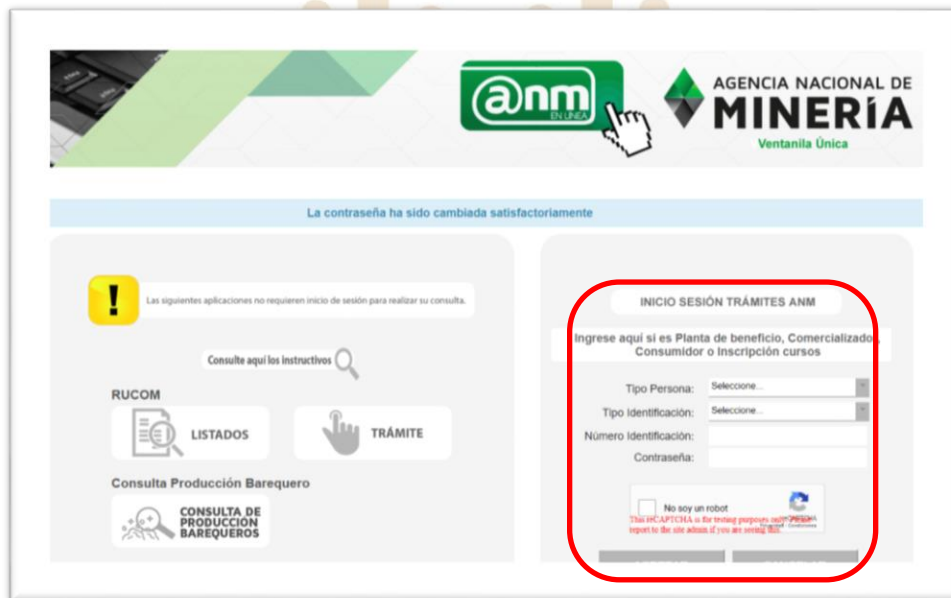 @nm
EN LINEA
AGENCIA NACIONAL DE
MINERÍA
Ventanilla Única
La contraseña ha sido cambiada satisfactoriamente
!
Las siguientes aplicaciones no requieren inicio de sesión para realizar su consulta.
Consulte aquí los instructivos
RUCOM
LISTADOS
TRÁMITE
Consulta Producción Barequero
CONSULTA DE
PRODUCCIÓN
BAREQUEROS
INICIO SESIÓN TRÁMITES ANM
Ingrese aquí si es Planta de beneficio, Comercializador,
Consumidor o Inscripción cursos
Tipo Persona:
Seleccione...
Tipo Identificación:
Seleccione...
Número Identificación:
Contraseña:
No soy un robot
reCAPTCHA
This reCAPTCHA is for testing purposes only. Please
report to the site admin if you are seeing this.